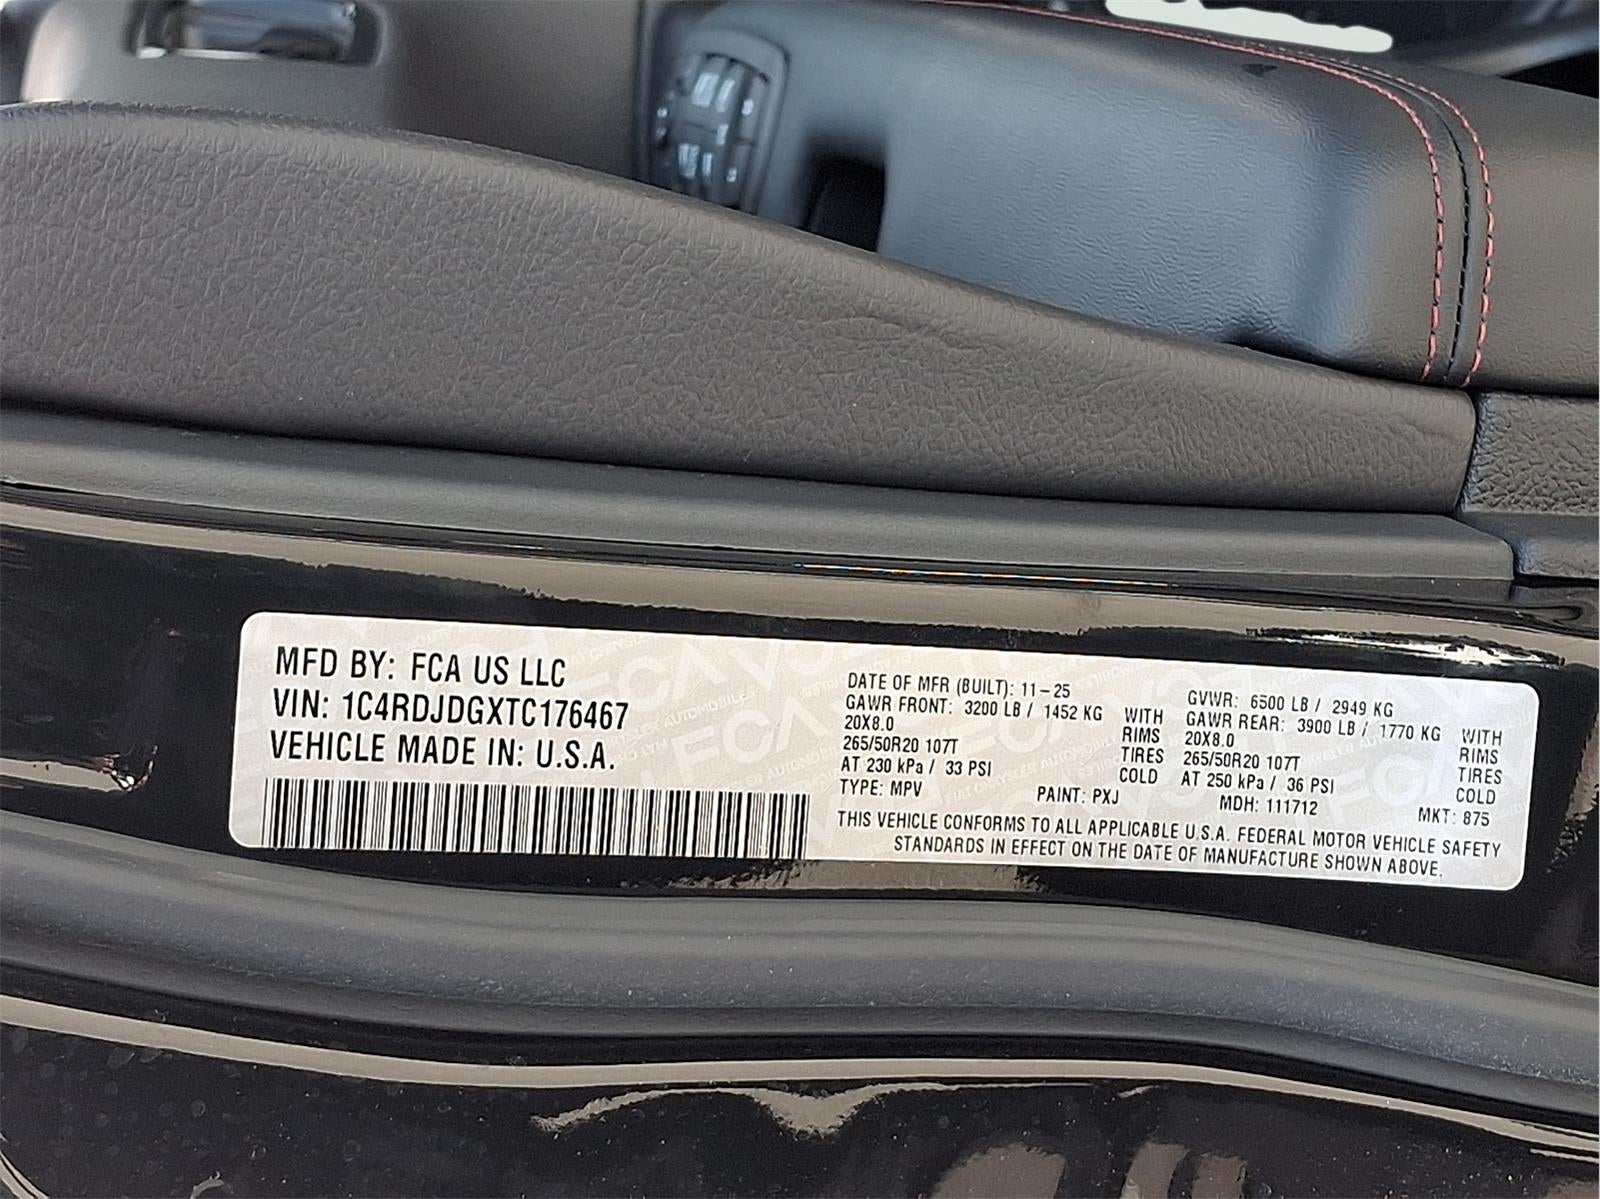 MFD BY: FCA US LLC
VIN: 1C4RDJDGXTC176467
VEHICLE MADE IN: U.S.A.
DATE OF MFR (BUILT): 11-25
GAWR FRONT: 3200 LB / 1452 KG WITH
20X8.0 RIMS
265/50R20 107T TIRES
AT 230 kPa / 33 PSI COLD
GVWR: 6500 LB / 2949 KG
GAWR REAR: 3900 LB / 1770 KG WITH
20X8.0 RIMS
265/50R20 107T TIRES
AT 250 kPa / 36 PSI COLD
TYPE: MPV PAINT: PXJ MDH: 111712 MKT: 875
THIS VEHICLE CONFORMS TO ALL APPLICABLE U.S.A. FEDERAL MOTOR VEHICLE SAFETY
STANDARDS IN EFFECT ON THE DATE OF MANUFACTURE SHOWN ABOVE.